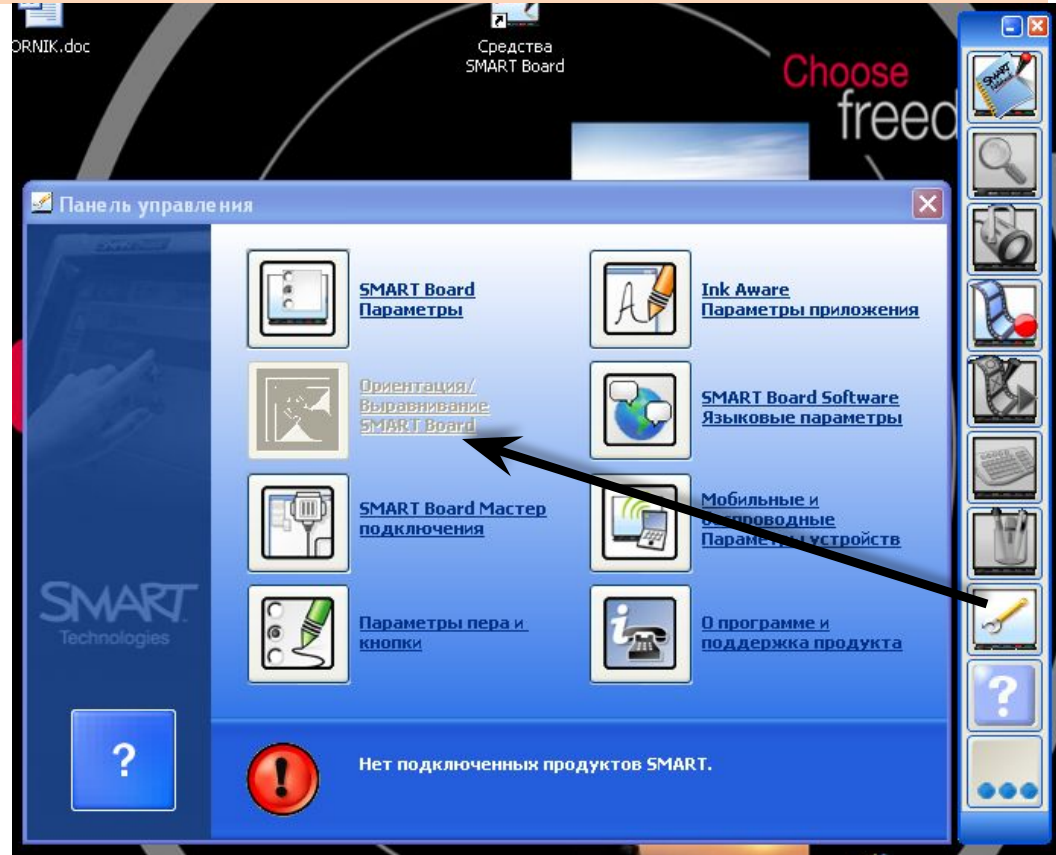 ORNIK.doc
Средства
SMART Board
Choose
freed
SMART
Notebook
Панель управления
SMART Board
Параметры
Ink Aware
Параметры приложения
Ориентация/
Выравнивание
SMART Board
SMART Board Software
Языковые параметры
SMART Board Мастер
подключения
Мобильные и
беспроводные
Параметры устройств
Параметры пера и
кнопки
О программе и
поддержка продукта
SMART
Technologies
?
?
Нет подключенных продуктов SMART.